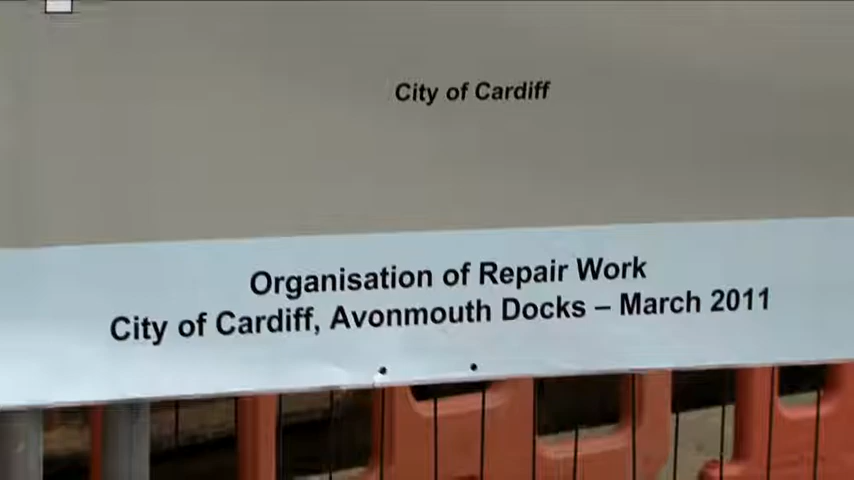 City of Cardiff
Organisation of Repair Work
City of Cardiff, Avonmouth Docks – March 2011